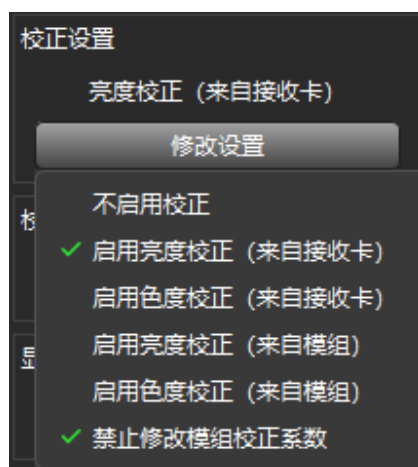 校正设置
亮度校正（来自接收卡）
修改设置
不启用校正
启用亮度校正（来自接收卡）
启用色度校正（来自接收卡）
启用亮度校正（来自模组）
启用色度校正（来自模组）
禁止修改模组校正系数